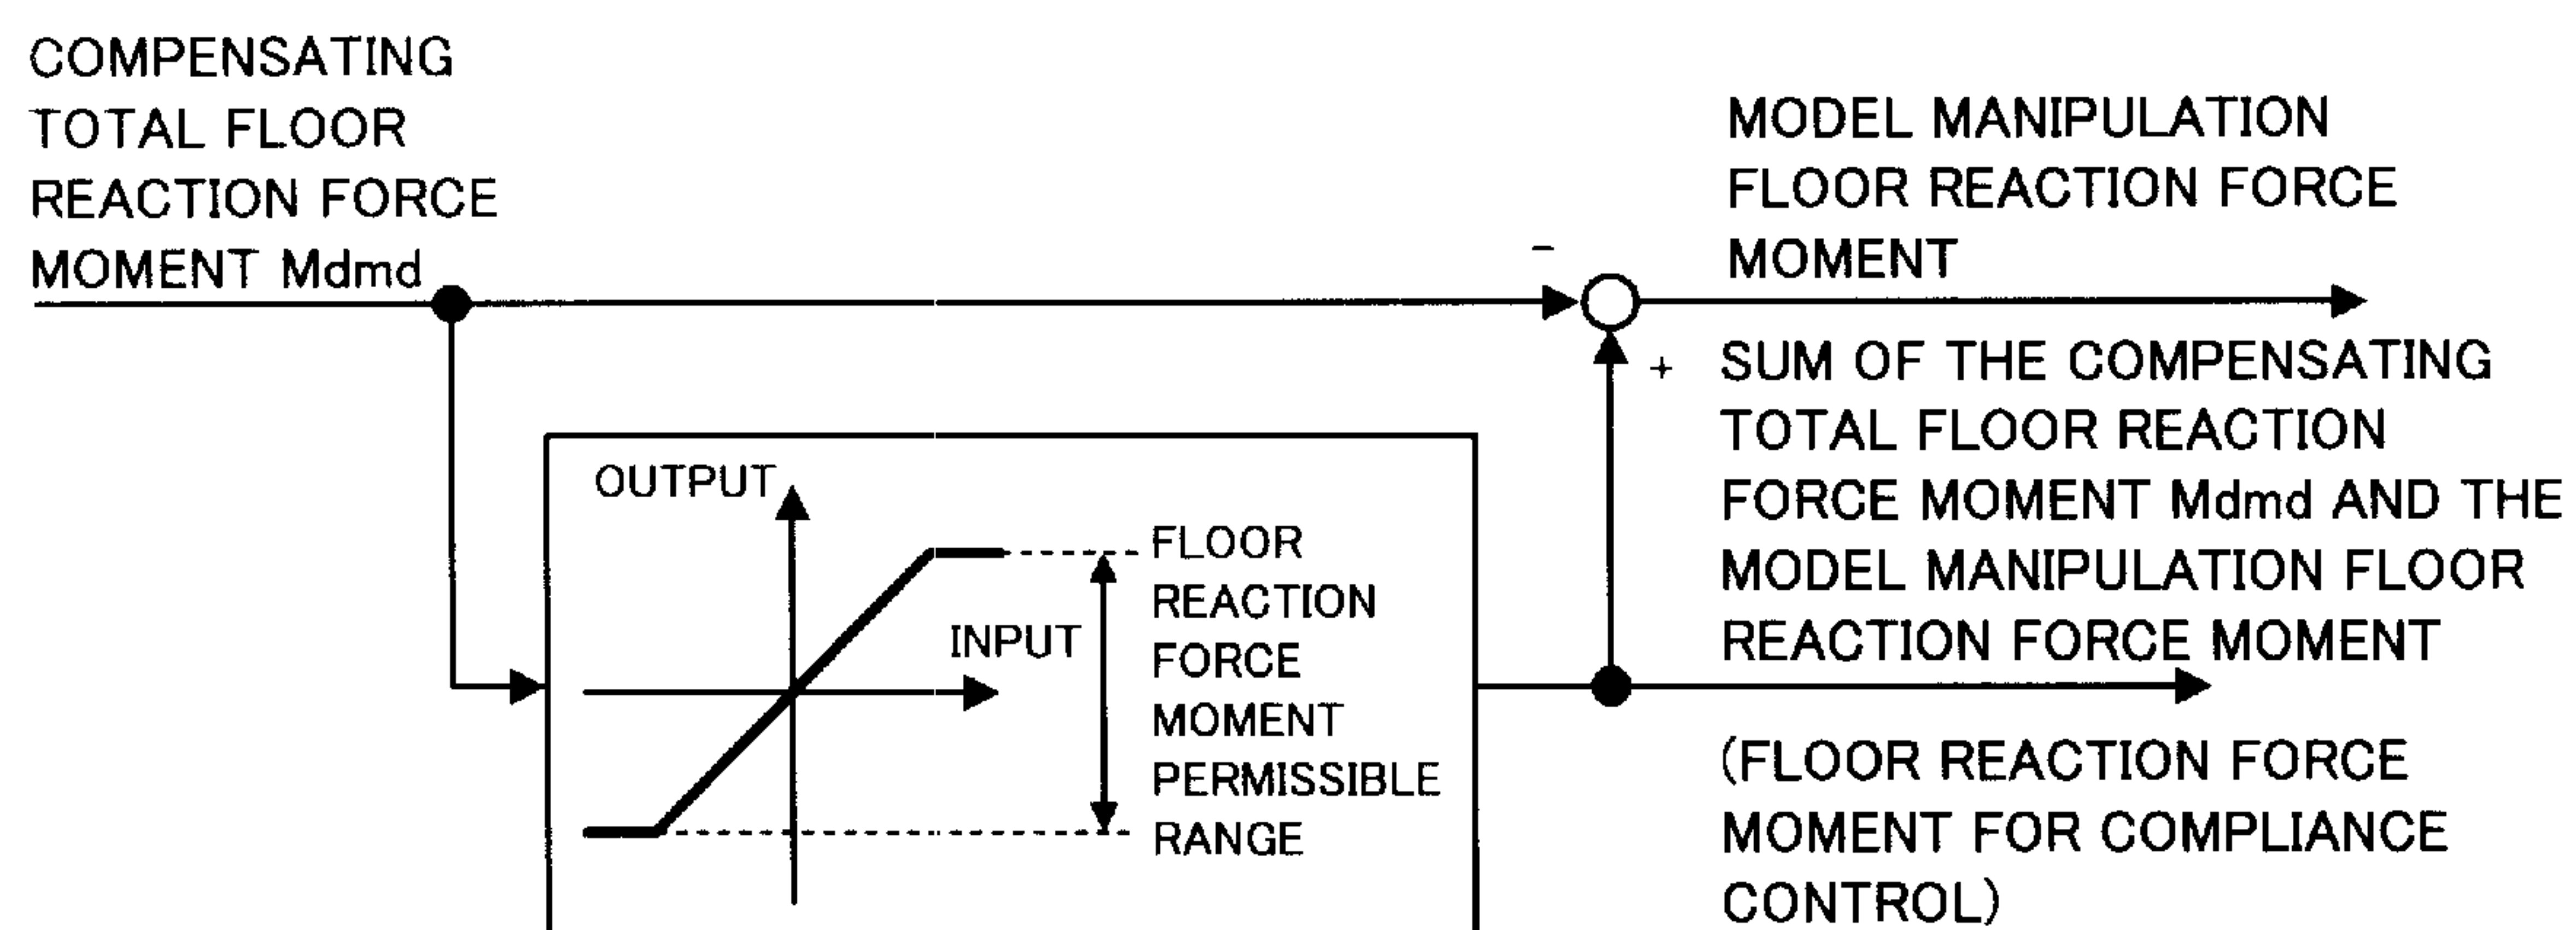 COMPENSATING
TOTAL FLOOR
REACTION FORCE
MOMENT Mdmd
MODEL MANIPULATION
FLOOR REACTION FORCE
MOMENT
-
+
SUM OF THE COMPENSATING
TOTAL FLOOR REACTION
FORCE MOMENT Mdmd AND THE
MODEL MANIPULATION FLOOR
REACTION FORCE MOMENT
OUTPUT
INPUT
FLOOR
REACTION
FORCE
MOMENT
PERMISSIBLE
RANGE
(FLOOR REACTION FORCE
MOMENT FOR COMPLIANCE
CONTROL)